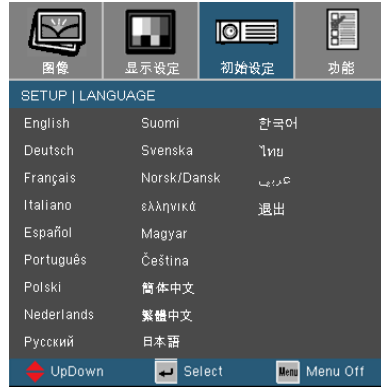 图像 显示设定 初始设定 功能
SETUP | LANGUAGE
English Suomi 한국어
Deutsch Svenska ไทย
Français Norsk/Dansk عربي
Italiano ελληνικά 退出
Español Magyar
Português Čeština
Polski 简体中文
Nederlands 繁體中文
Русский 日本語
UpDown Select Menu Menu Off